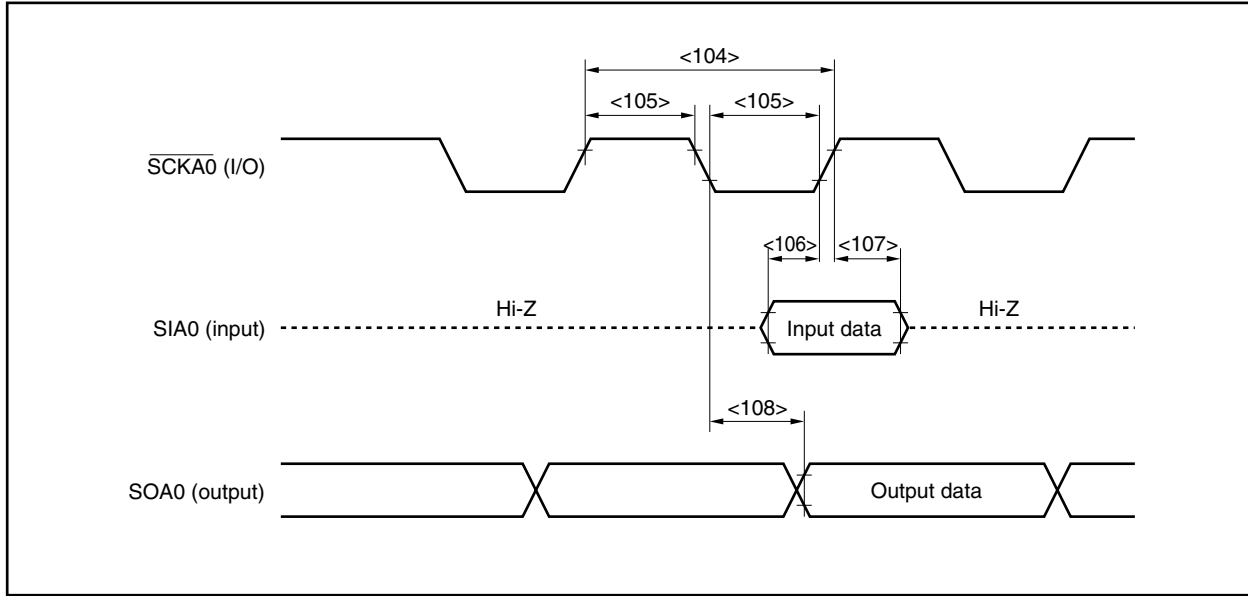 <104>
<105> <105>
SCKA0 (I/O)
<106> <107>
Hi-Z Hi-Z
SIA0 (input) Input data
<108>
SOA0 (output) Output data